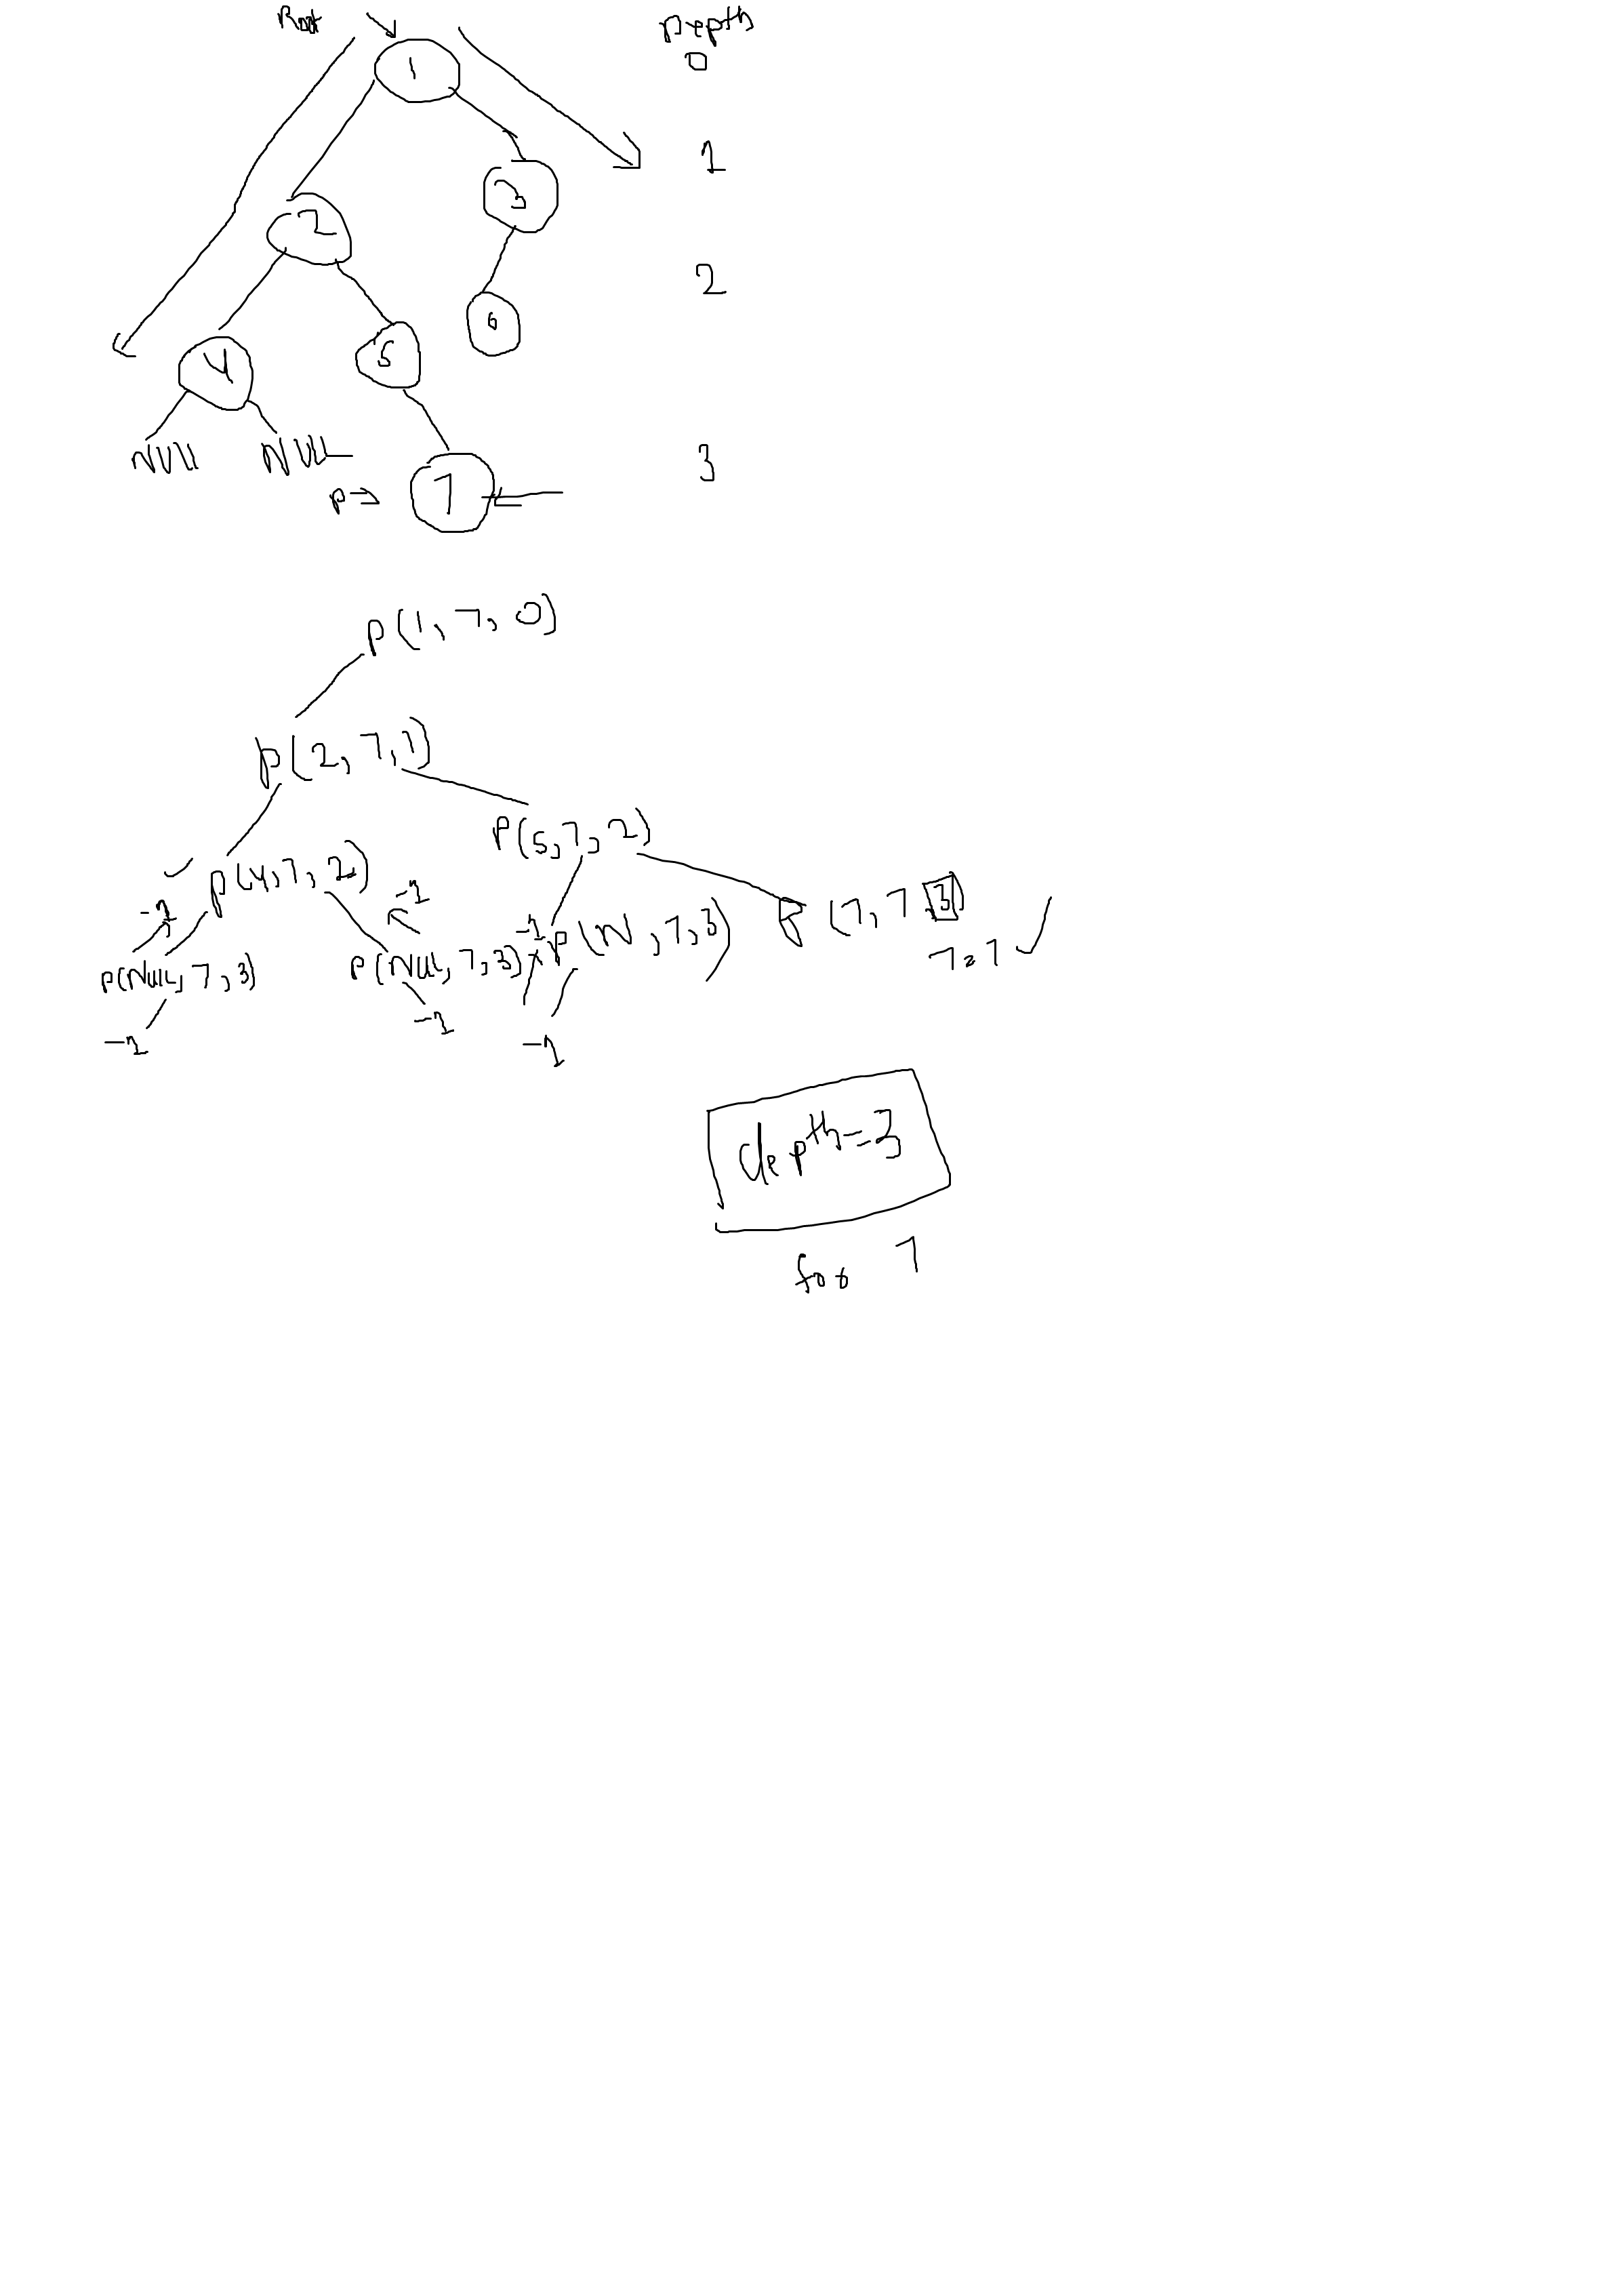 Root Depth
0
1
1
2
3
2
6
4
5
NULL NULL
3
P→ 7
P(1, 7, 0)
P(2, 7, 1)
P(5, 7, 2)
P(4, 7, 2)
-1
-1
-1
P(NULL, 7, 3)
P(NULL, 7, 3)
P(N, 7, 3)
P(7, 7 3)
7=7 ✓
-1
-1
-1
depth=3
for 7